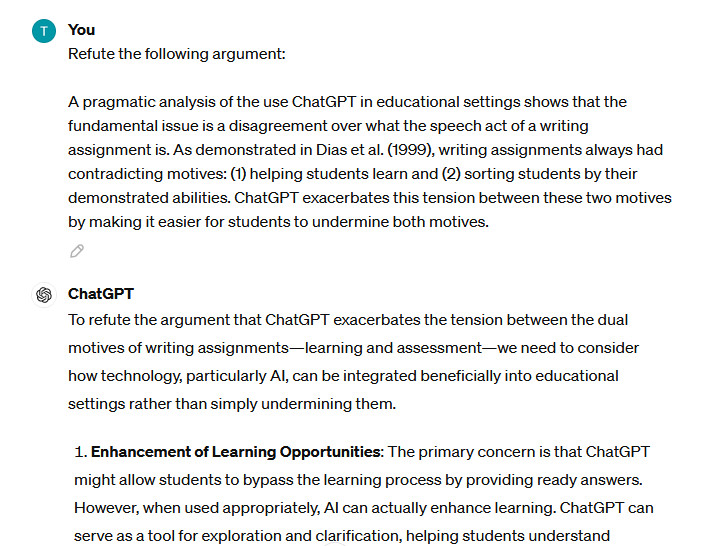 T
You
Refute the following argument:
A pragmatic analysis of the use ChatGPT in educational settings shows that the
fundamental issue is a disagreement over what the speech act of a writing
assignment is. As demonstrated in Dias et al. (1999), writing assignments always had
contradicting motives: (1) helping students learn and (2) sorting students by their
demonstrated abilities. ChatGPT exacerbates this tension between these two motives
by making it easier for students to undermine both motives.
ChatGPT
To refute the argument that ChatGPT exacerbates the tension between the dual
motives of writing assignments—learning and assessment—we need to consider
how technology, particularly AI, can be integrated beneficially into educational
settings rather than simply undermining them.
1. Enhancement of Learning Opportunities: The primary concern is that ChatGPT
might allow students to bypass the learning process by providing ready answers.
However, when used appropriately, AI can actually enhance learning. ChatGPT can
serve as a tool for exploration and clarification, helping students understand